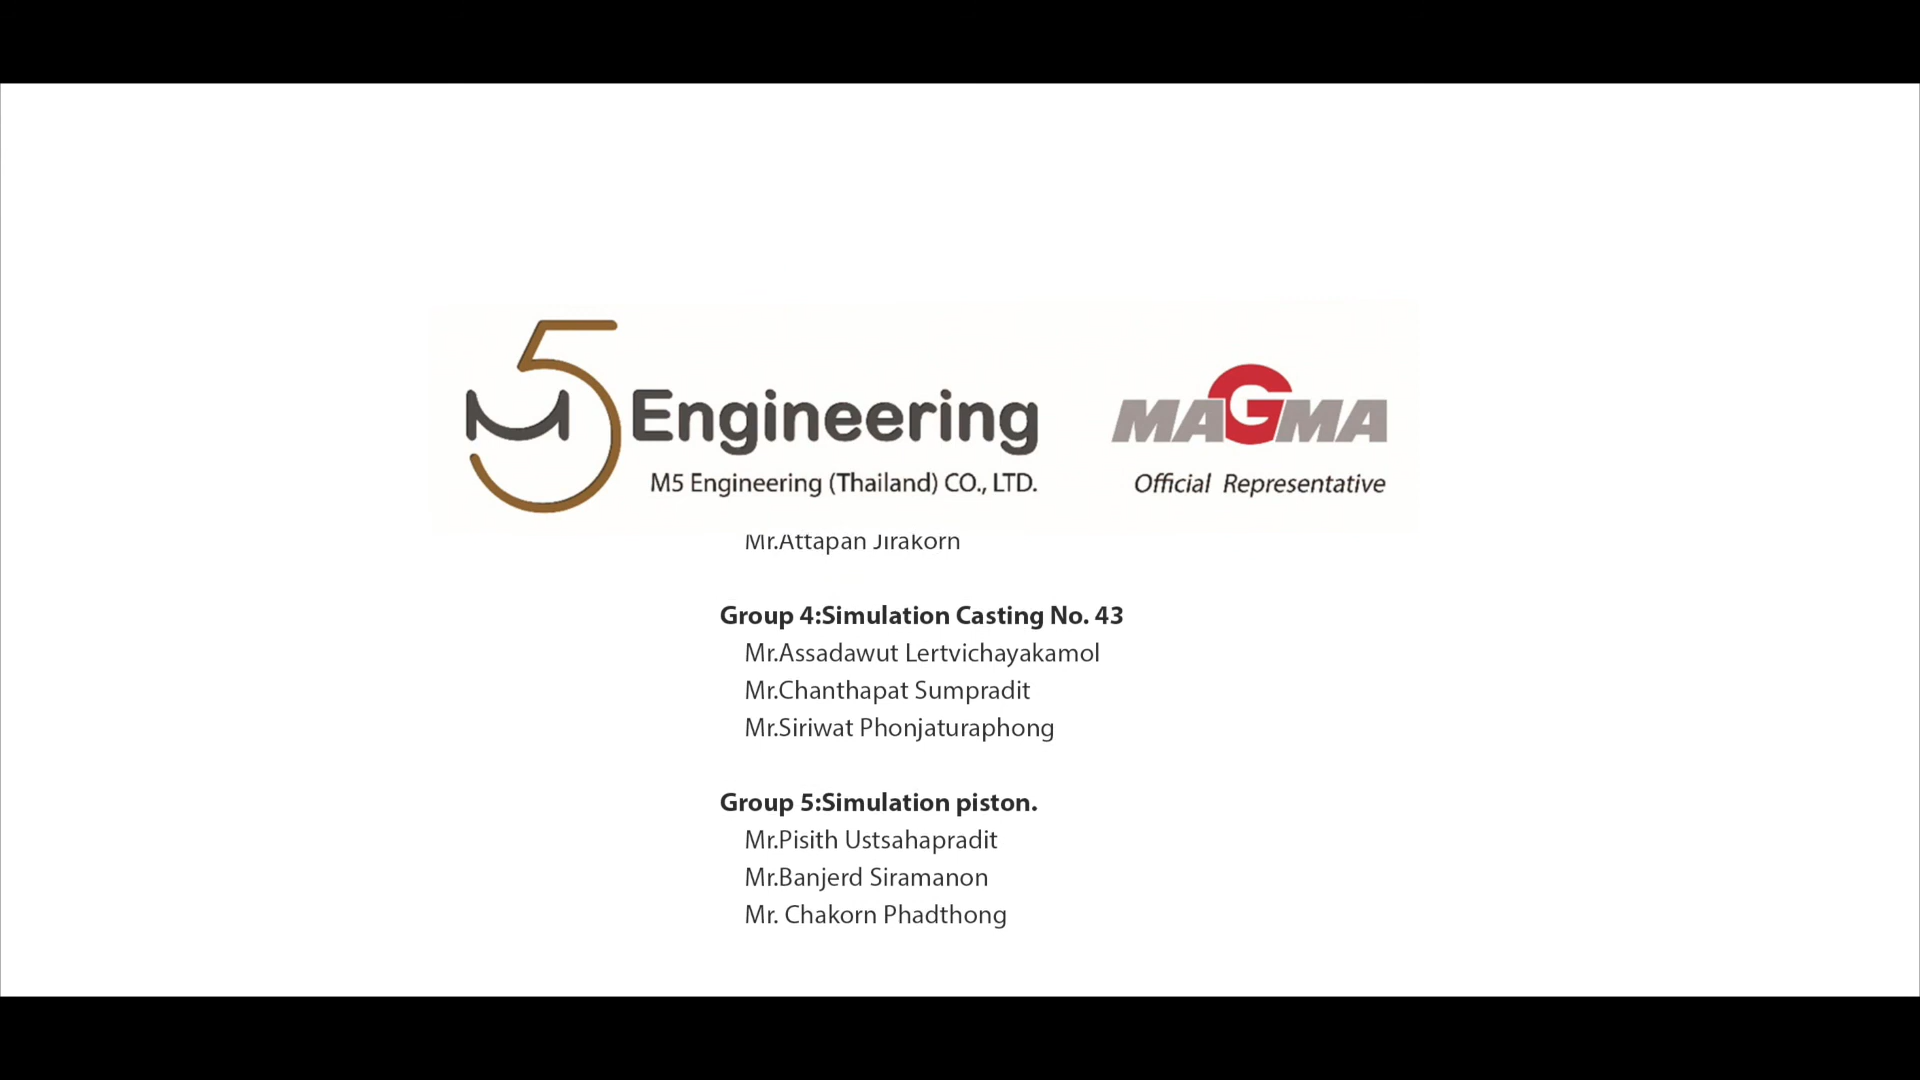 M5 Engineering
M5 Engineering (Thailand) CO., LTD.
MAGMA
Official Representative
Mr.Attapan Jirakorn
Group 4:Simulation Casting No. 43
Mr.Assadawut Lertvichayakamol
Mr.Chanthapat Sumpradit
Mr.Siriwat Phonjaturaphong
Group 5:Simulation piston.
Mr.Pisith Ustsahapradit
Mr.Banjerd Siramanon
Mr. Chakorn Phadthong